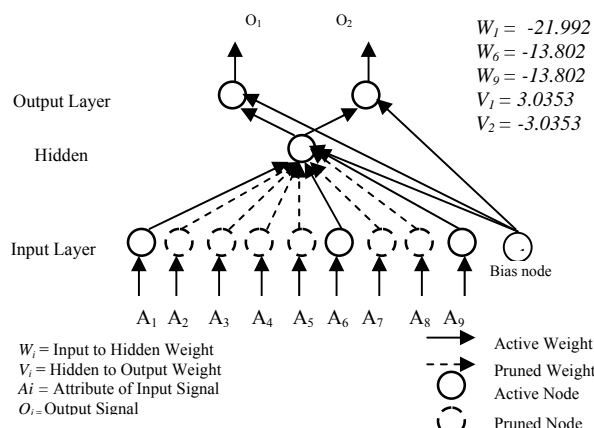 O₁ O₂
W₁ = -21.992
W₆ = -13.802
W₉ = -13.802
V₁ = 3.0353
V₂ = -3.0353
Output Layer
Hidden
Input Layer
Bias node
A₁ A₂ A₃ A₄ A₅ A₆ A₇ A₈ A₉
Wᵢ = Input to Hidden Weight
Vᵢ = Hidden to Output Weight
Ai = Attribute of Input Signal
Oᵢ = Output Signal
Active Weight
Pruned Weight
Active Node
Pruned Node